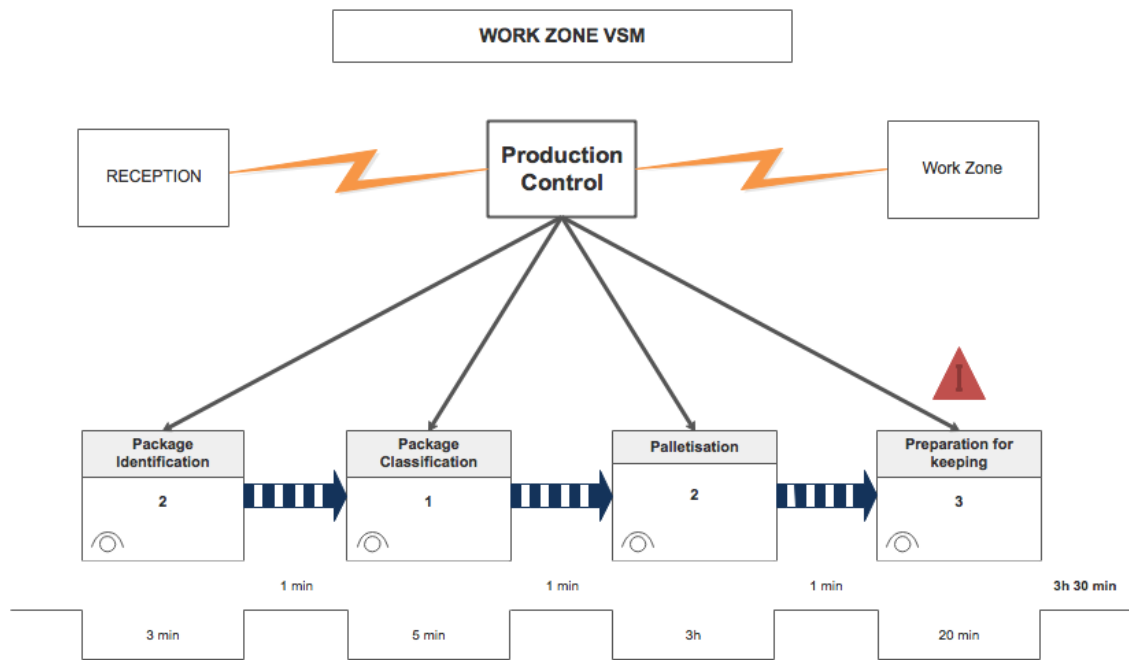 WORK ZONE VSM
RECEPTION
Production
Control
Work Zone
I
Package
Identification
Package
Classification
Palletisation
Preparation for
keeping
2
1
2
3
1 min
1 min
1 min
3h 30 min
3 min
5 min
3h
20 min